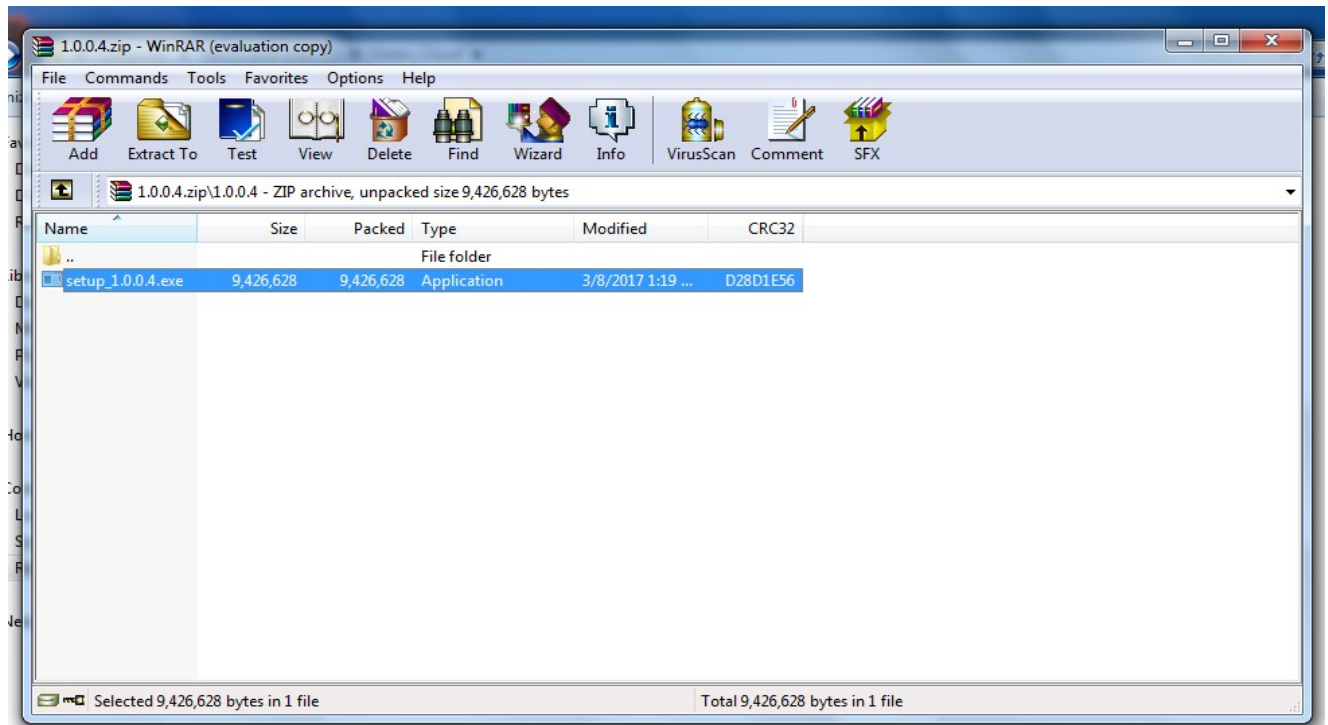 1.0.0.4.zip - WinRAR (evaluation copy)
File Commands Tools Favorites Options Help
Add Extract To Test View Delete Find Wizard Info VirusScan Comment SFX
1.0.0.4.zip\1.0.0.4 - ZIP archive, unpacked size 9,426,628 bytes
Name Size Packed Type Modified CRC32
.. File folder
setup_1.0.0.4.exe 9,426,628 9,426,628 Application 3/8/2017 1:19 ... D28D1E56
Selected 9,426,628 bytes in 1 file Total 9,426,628 bytes in 1 file